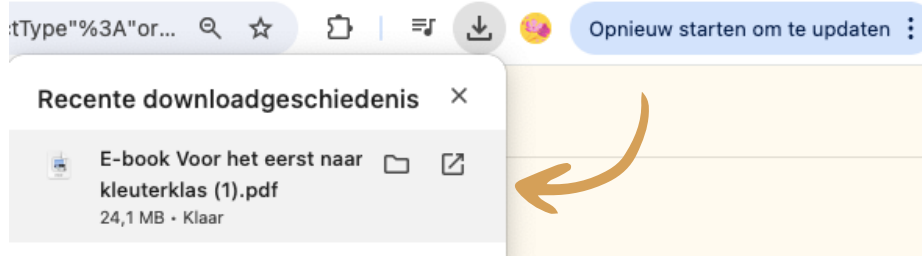 tType"%3A"or...
Opnieuw starten om te updaten
Recente downloadgeschiedenis
E-book Voor het eerst naar
kleuterklas (1).pdf
24,1 MB • Klaar